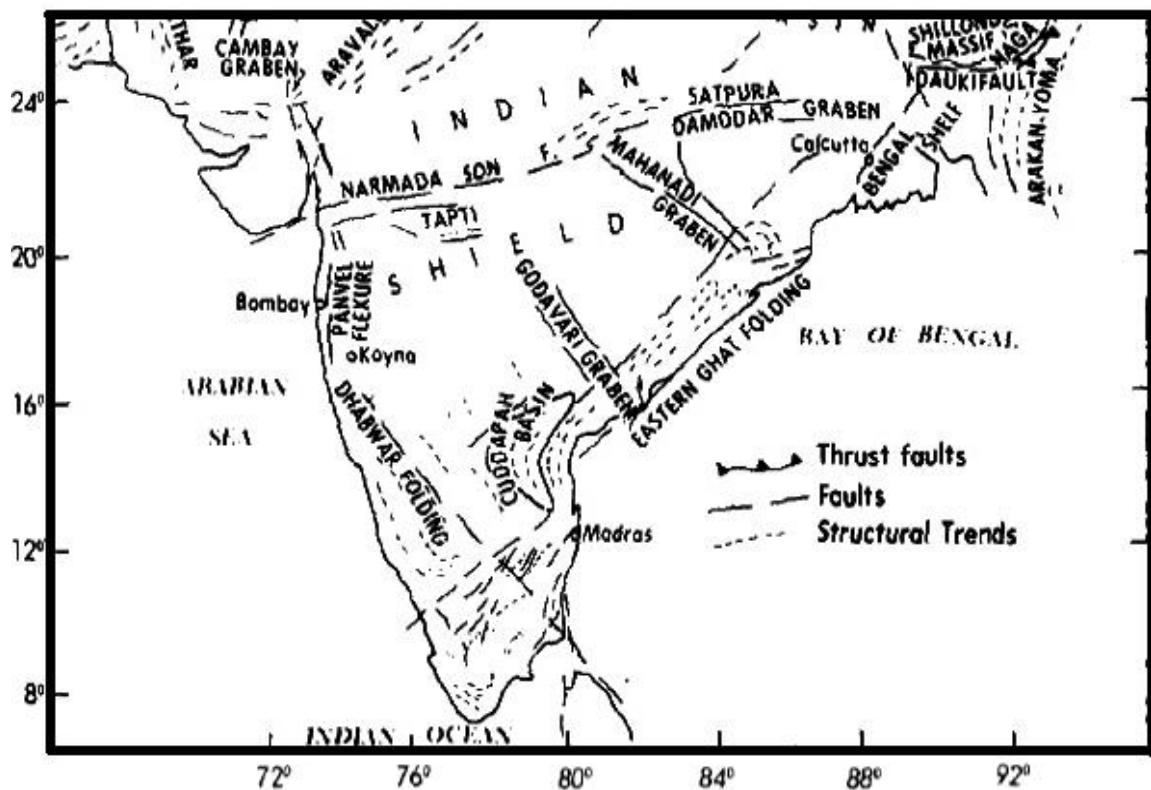 THAR
CAMBAY
GRABEN
ARAVAL
SIN
SHILLONG
MASSIF
NAGA
DAUKI FAULT
ARAKAN-YOMA
24°
INDIAN
SATPURA
DAMODAR GRABEN
Calcutta
BENGAL
SHELF
NARMADA SON F.
TAPTI
MAHANADI
GRABEN
20°
SHIELD
Bombay
PANVEL
FLEXURE
Koyna
GODAVARI GRABEN
EASTERN GHAT FOLDING
BAY OF BENGAL
ARABIAN
SEA
16°
DHABWAR FOLDING
CUDDAPAH
BASIN
Thrust faults
Faults
Structural Trends
12°
Madras
8°
INDIAN OCEAN
72° 76° 80° 84° 88° 92°